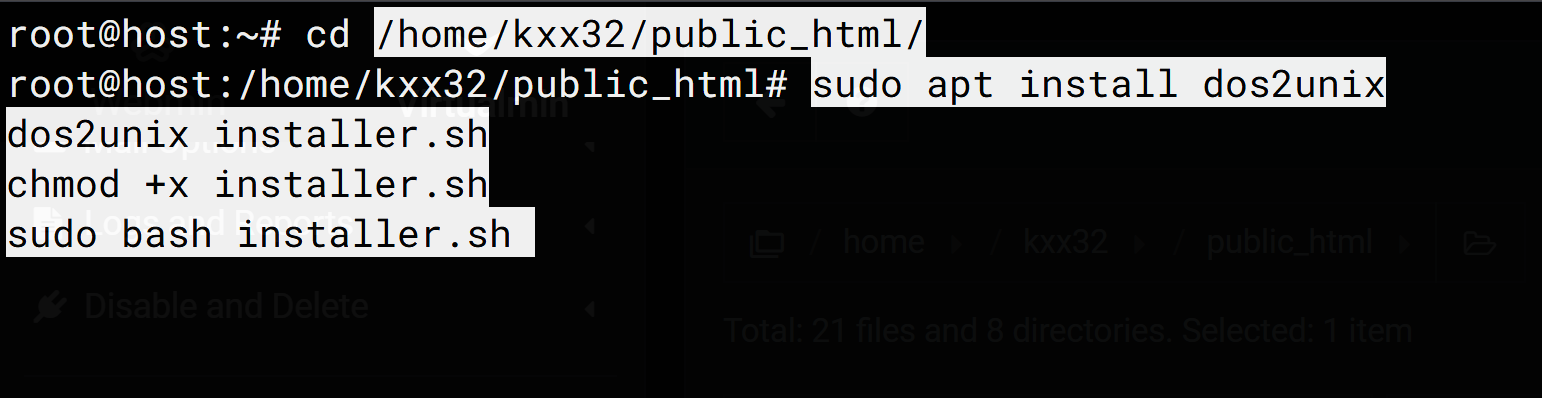 root@host:~# cd /home/kxx32/public_html/
root@host:/home/kxx32/public_html# sudo apt install dos2unix
Webmin Virtualmin
dos2unix installer.sh
chmod +x installer.sh
Logs and Reports
sudo bash installer.sh
/ home / kxx32 / public_html
Disable and Delete
Total: 21 files and 8 directories. Selected: 1 item